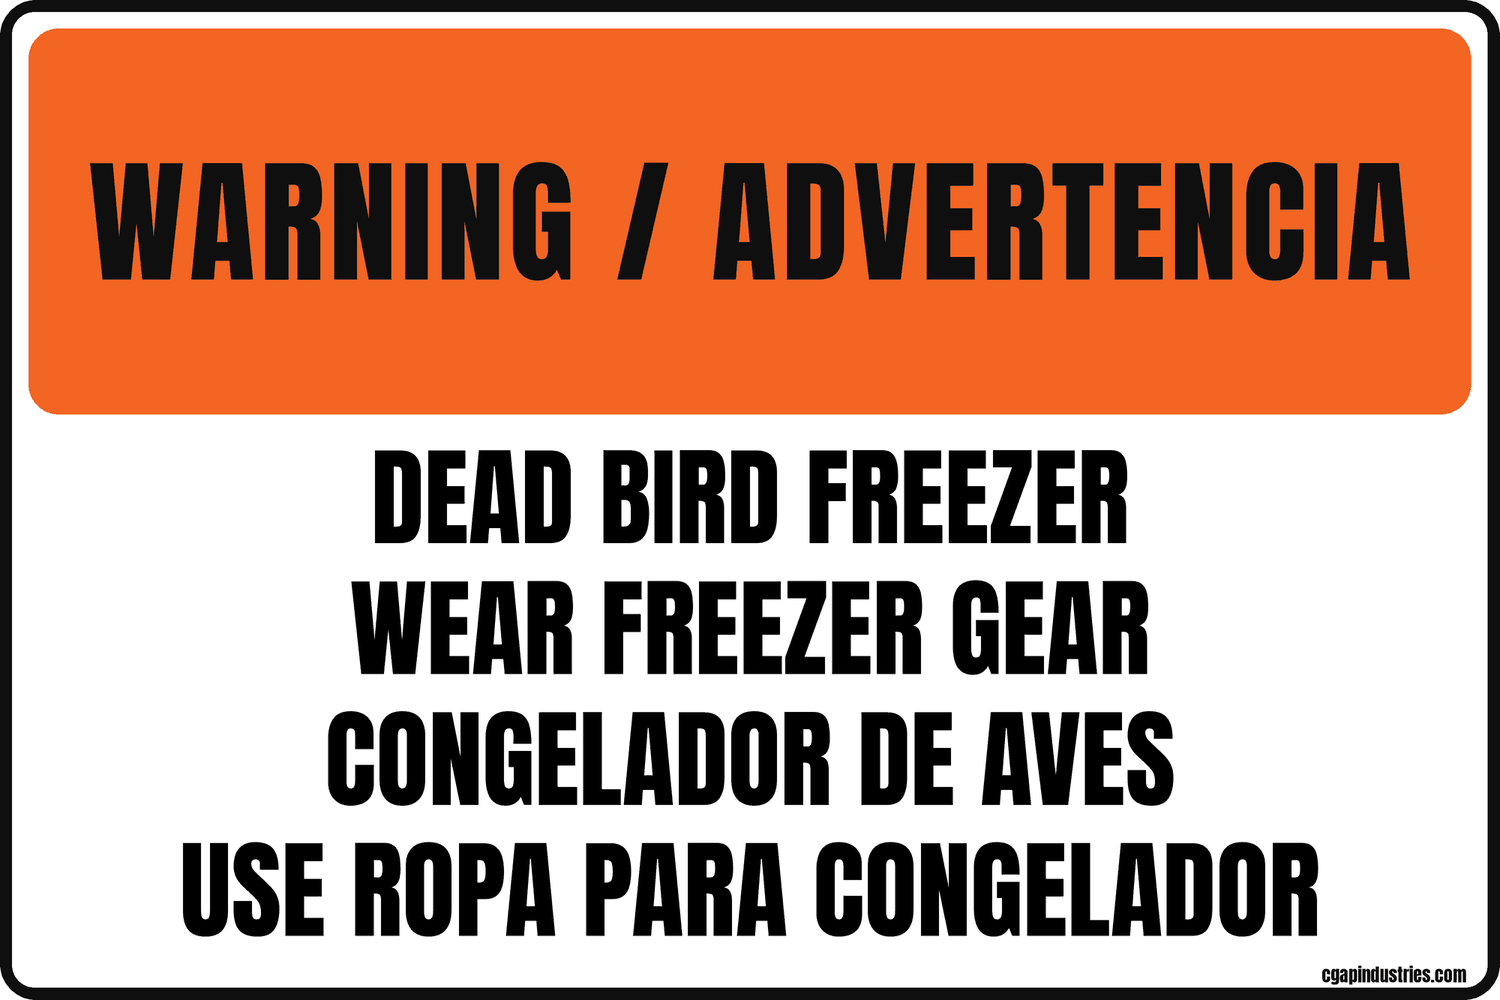 WARNING / ADVERTENCIA
DEAD BIRD FREEZER
WEAR FREEZER GEAR
CONGELADOR DE AVES
USE ROPA PARA CONGELADOR
cgapindustries.com